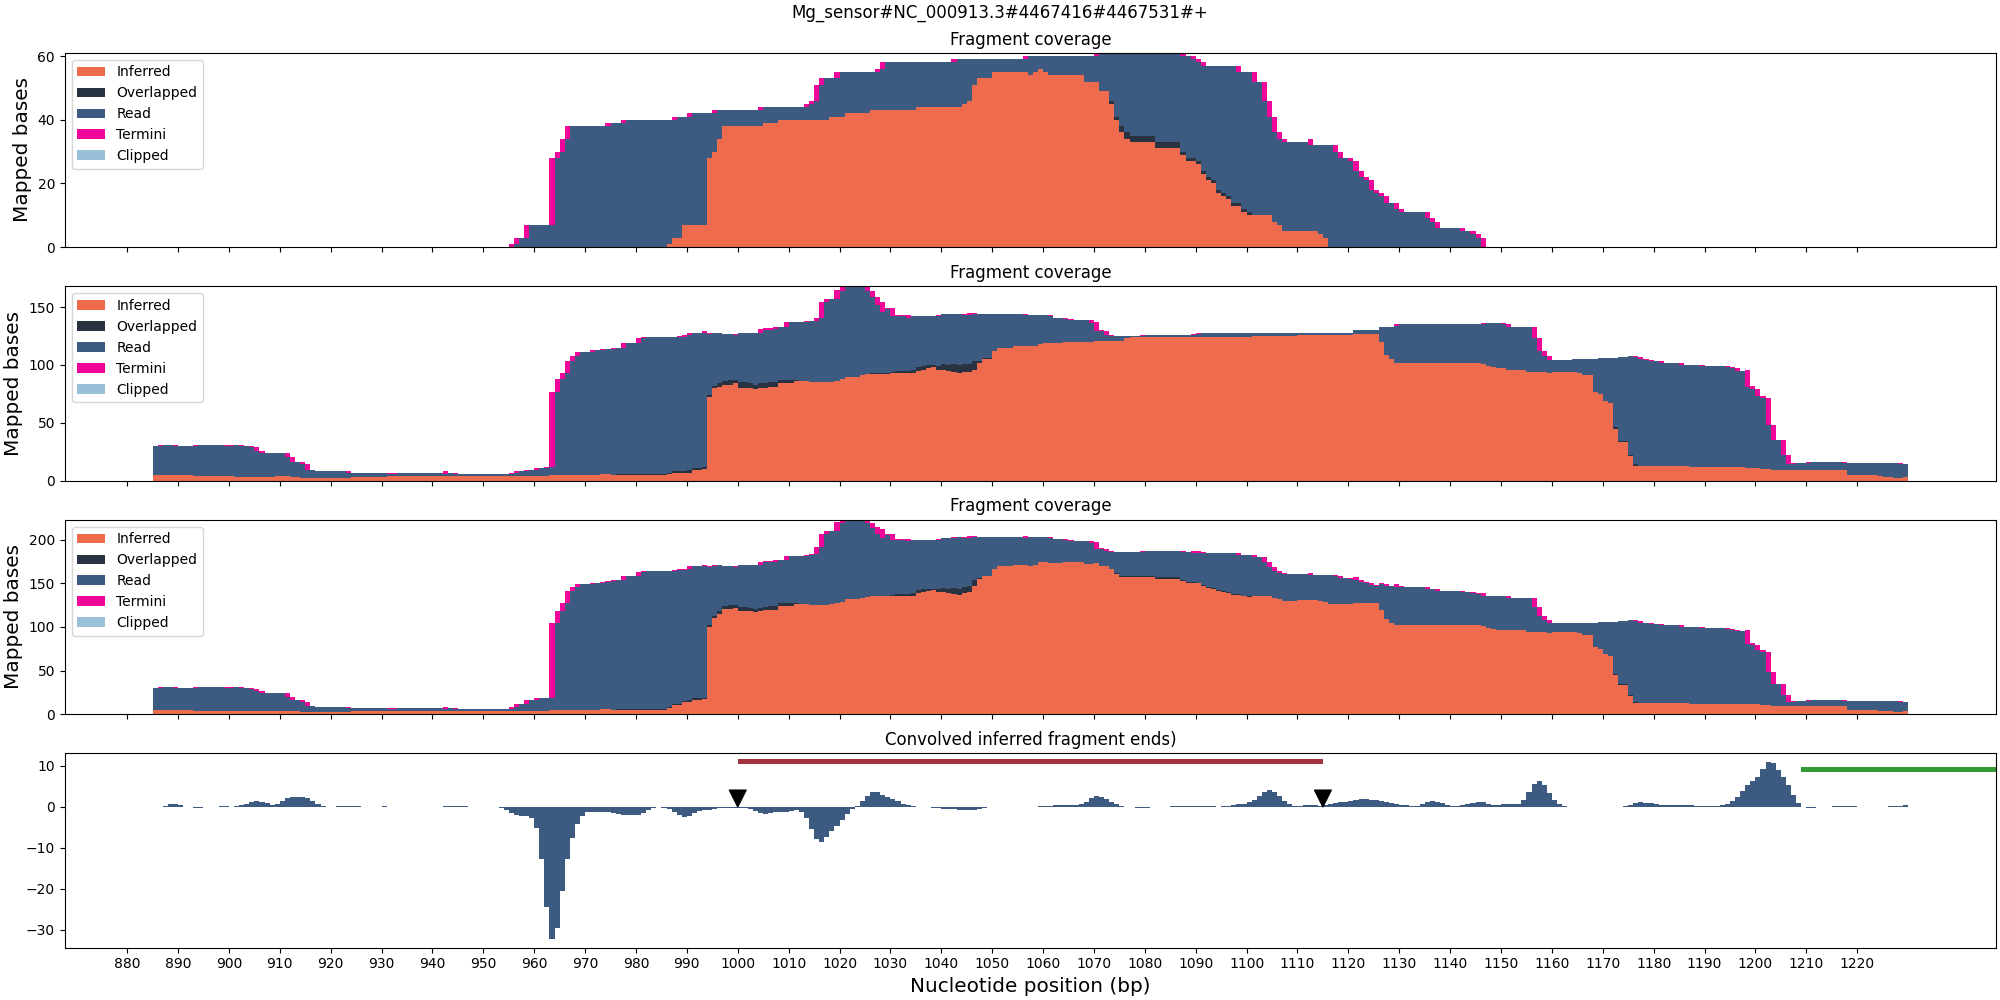 Mg_sensor#NC_000913.3#4467416#4467531#+
Fragment coverage
Mapped bases
60
40
20
0
Inferred
Overlapped
Read
Termini
Clipped
Fragment coverage
Mapped bases
150
100
50
0
Inferred
Overlapped
Read
Termini
Clipped
Fragment coverage
Mapped bases
200
150
100
50
0
Inferred
Overlapped
Read
Termini
Clipped
Convolved inferred fragment ends)
10
0
−10
−20
−30
880 890 900 910 920 930 940 950 960 970 980 990 1000 1010 1020 1030 1040 1050 1060 1070 1080 1090 1100 1110 1120 1130 1140 1150 1160 1170 1180 1190 1200 1210 1220
Nucleotide position (bp)